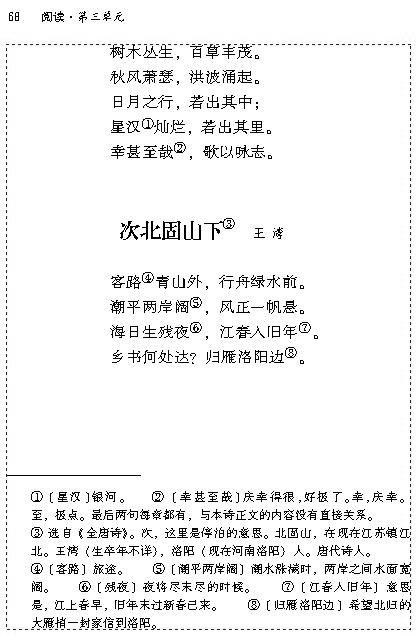 68 阅读·第三单元
树木丛生，百草丰茂。
秋风萧瑟，洪波涌起。
日月之行，若出其中；
星汉①灿烂，若出其里。
幸甚至哉②，歌以咏志。
次北固山下③ 王湾
客路④青山外，行舟绿水前。
潮平两岸阔⑤，风正一帆悬。
海日生残夜⑥，江春入旧年⑦。
乡书何处达？归雁洛阳边⑧。
①〔星汉〕银河。 ②〔幸甚至哉〕庆幸得很，好极了。幸，庆幸。
至，极点。最后两句每章都有，与本诗正文的内容没有直接关系。
③ 选自《全唐诗》。次，这里是停泊的意思。北固山，在现在江苏镇江
北。王湾（生卒年不详），洛阳（现在河南洛阳）人。唐代诗人。
④〔客路〕旅途。 ⑤〔潮平两岸阔〕潮水涨满时，两岸之间水面宽
阔。 ⑥〔残夜〕夜将尽未尽的时候。 ⑦〔江春入旧年〕意思
是，江上春早，旧年未过新春已来。 ⑧〔归雁洛阳边〕希望北归的
大雁捎一封家信到洛阳。